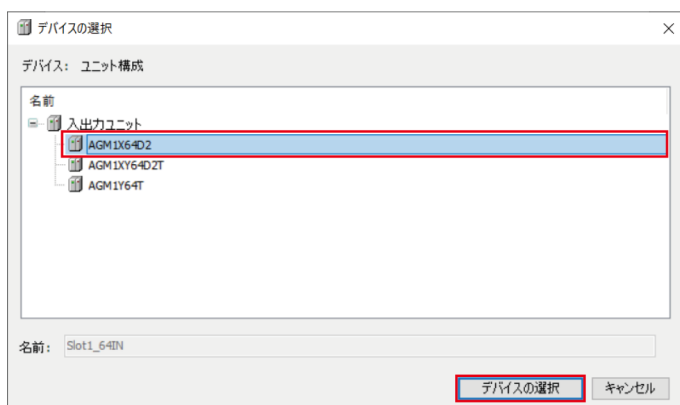 デバイスの選択
デバイス: ユニット構成
名前
入出力ユニット
AGM1X64D2
AGM1XY64D2T
AGM1Y64T
名前: Slot1_64IN
デバイスの選択 キャンセル